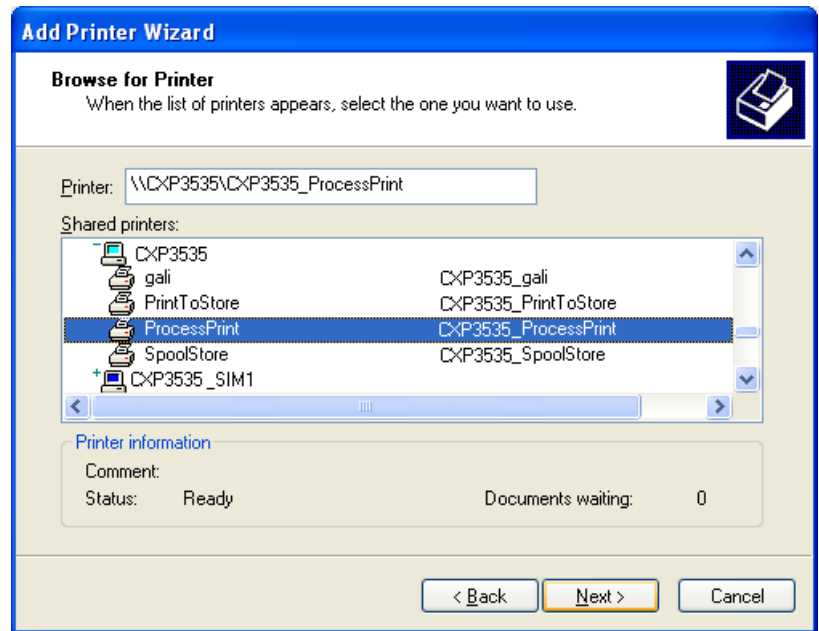 Add Printer Wizard
Browse for Printer
When the list of printers appears, select the one you want to use.
Printer: \\CXP3535\CXP3535_ProcessPrint
Shared printers:
CXP3535
gali CXP3535_gali
PrintToStore CXP3535_PrintToStore
ProcessPrint CXP3535_ProcessPrint
SpoolStore CXP3535_SpoolStore
CXP3535_SIM1
Printer information
Comment:
Status: Ready Documents waiting: 0
< Back Next > Cancel